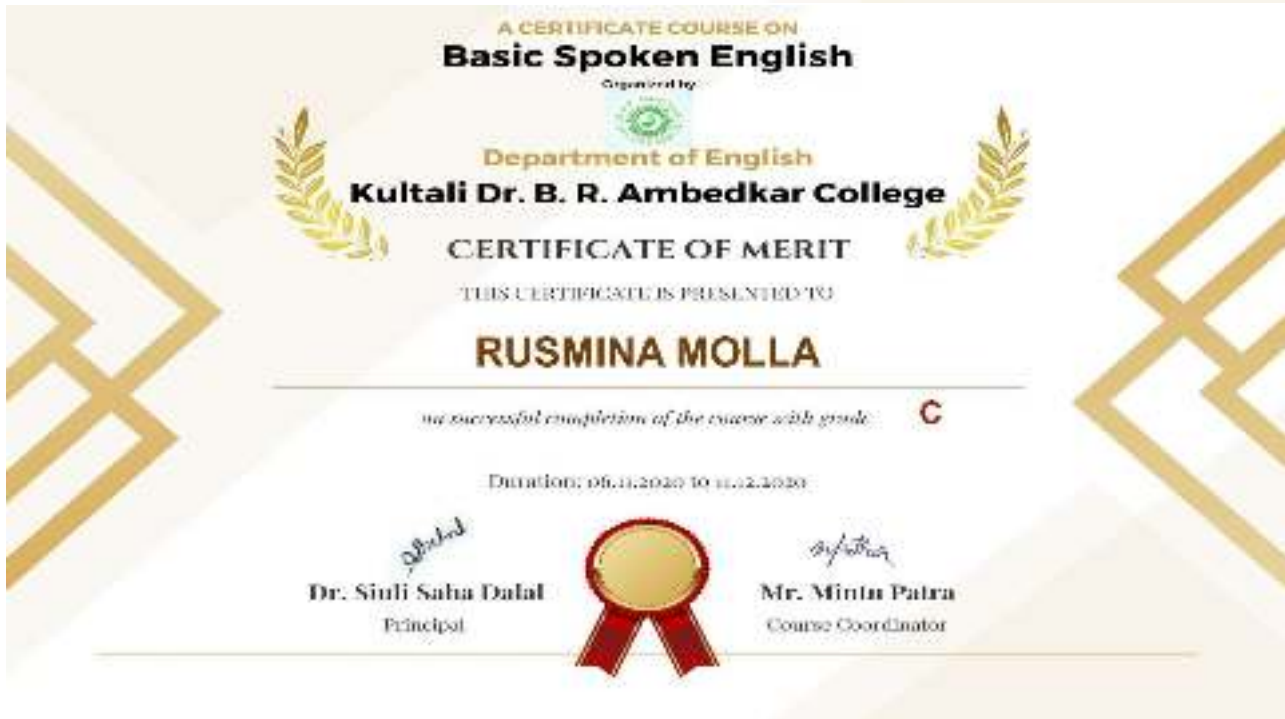 A CERTIFICATE COURSE ON
Basic Spoken English
Organized by
Department of English
Kultali Dr. B. R. Ambedkar College
CERTIFICATE OF MERIT
THIS CERTIFICATE IS PRESENTED TO
RUSMINA MOLLA
on successful completion of the course with grade C
Duration: 06.11.2020 to 11.12.2020
Dr. Siuli Saha Dalal Mr. Mintu Patra
Principal Course Coordinator